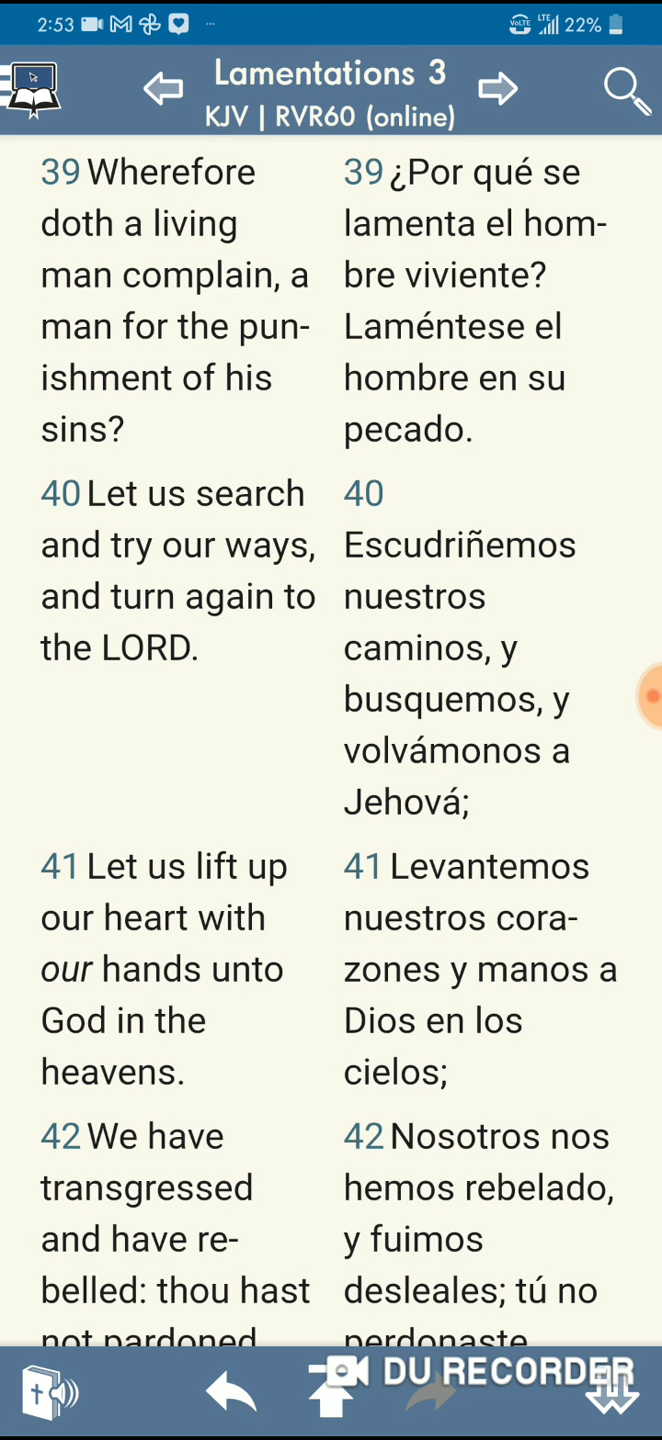 2:53
VoLTE LTE 22%
Lamentations 3
KJV | RVR60 (online)
39 Wherefore
doth a living
man complain, a
man for the pun-
ishment of his
sins?
40 Let us search
and try our ways,
and turn again to
the LORD.
41 Let us lift up
our heart with
our hands unto
God in the
heavens.
42 We have
transgressed
and have re-
belled: thou hast
not pardoned
39 ¿Por qué se
lamenta el hom-
bre viviente?
Laméntese el
hombre en su
pecado.
40
Escudriñemos
nuestros
caminos, y
busquemos, y
volvámonos a
Jehová;
41 Levantemos
nuestros cora-
zones y manos a
Dios en los
cielos;
42 Nosotros nos
hemos rebelado,
y fuimos
desleales; tú no
perdonaste
DU RECORDER